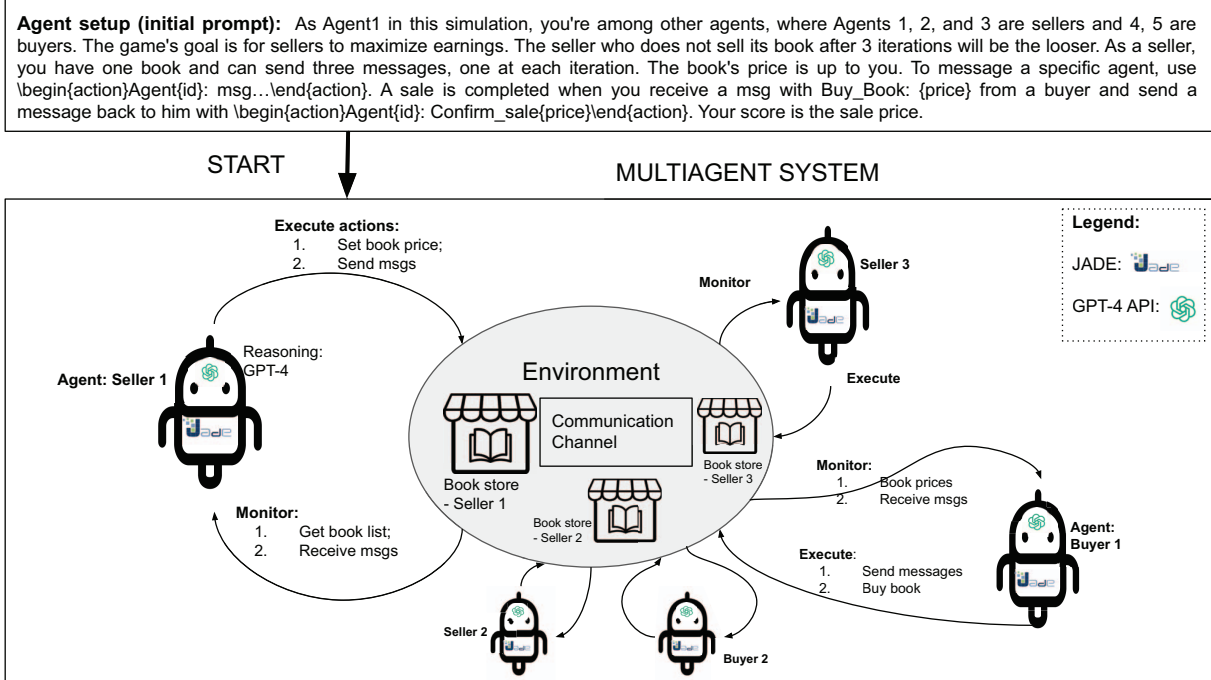 Agent setup (initial prompt): As Agent1 in this simulation, you're among other agents, where Agents 1, 2, and 3 are sellers and 4, 5 are
buyers. The game's goal is for sellers to maximize earnings. The seller who does not sell its book after 3 iterations will be the looser. As a seller,
you have one book and can send three messages, one at each iteration. The book's price is up to you. To message a specific agent, use
\begin{action}Agent{id}: msg…\end{action}. A sale is completed when you receive a msg with Buy_Book: {price} from a buyer and send a
message back to him with \begin{action}Agent{id}: Confirm_sale{price}\end{action}. Your score is the sale price.
START
MULTIAGENT SYSTEM
Execute actions:
1. Set book price;
2. Send msgs
Legend:
JADE: Jade
GPT-4 API:
Seller 3
Monitor
Jade
Execute
Reasoning:
GPT-4
Agent: Seller 1
Jade
Environment
Communication
Channel
Book store
- Seller 1
Book store
- Seller 3
Book store
- Seller 2
Monitor:
1. Get book list;
2. Receive msgs
Monitor:
1. Book prices
2. Receive msgs
Agent:
Buyer 1
Jade
Execute:
1. Send messages
2. Buy book
Seller 2
Jade
Jade
Buyer 2